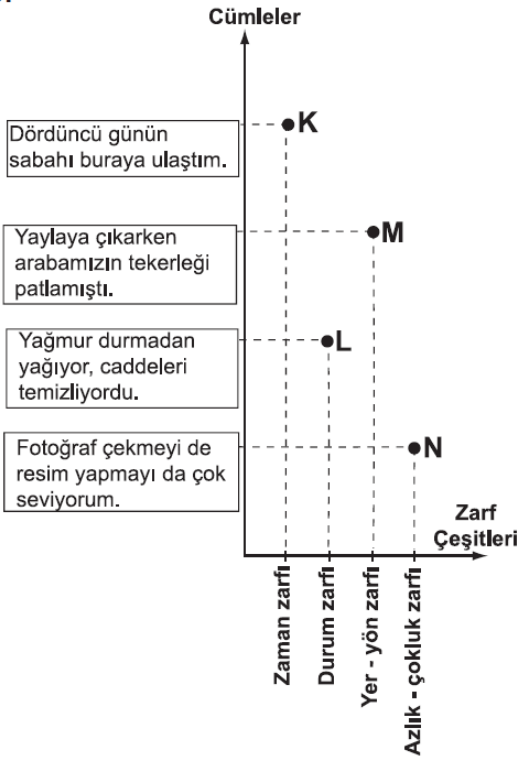 Cümleler
Dördüncü günün
sabahı buraya ulaştım.
K
Yaylaya çıkarken
arabamızın tekerleği
patlamıştı.
M
Yağmur durmadan
yağıyor, caddeleri
temizliyordu.
L
Fotoğraf çekmeyi de
resim yapmayı da çok
seviyorum.
N
Zarf
Çeşitleri
Zaman zarfı
Durum zarfı
Yer - yön zarfı
Azlık - çokluk zarfı